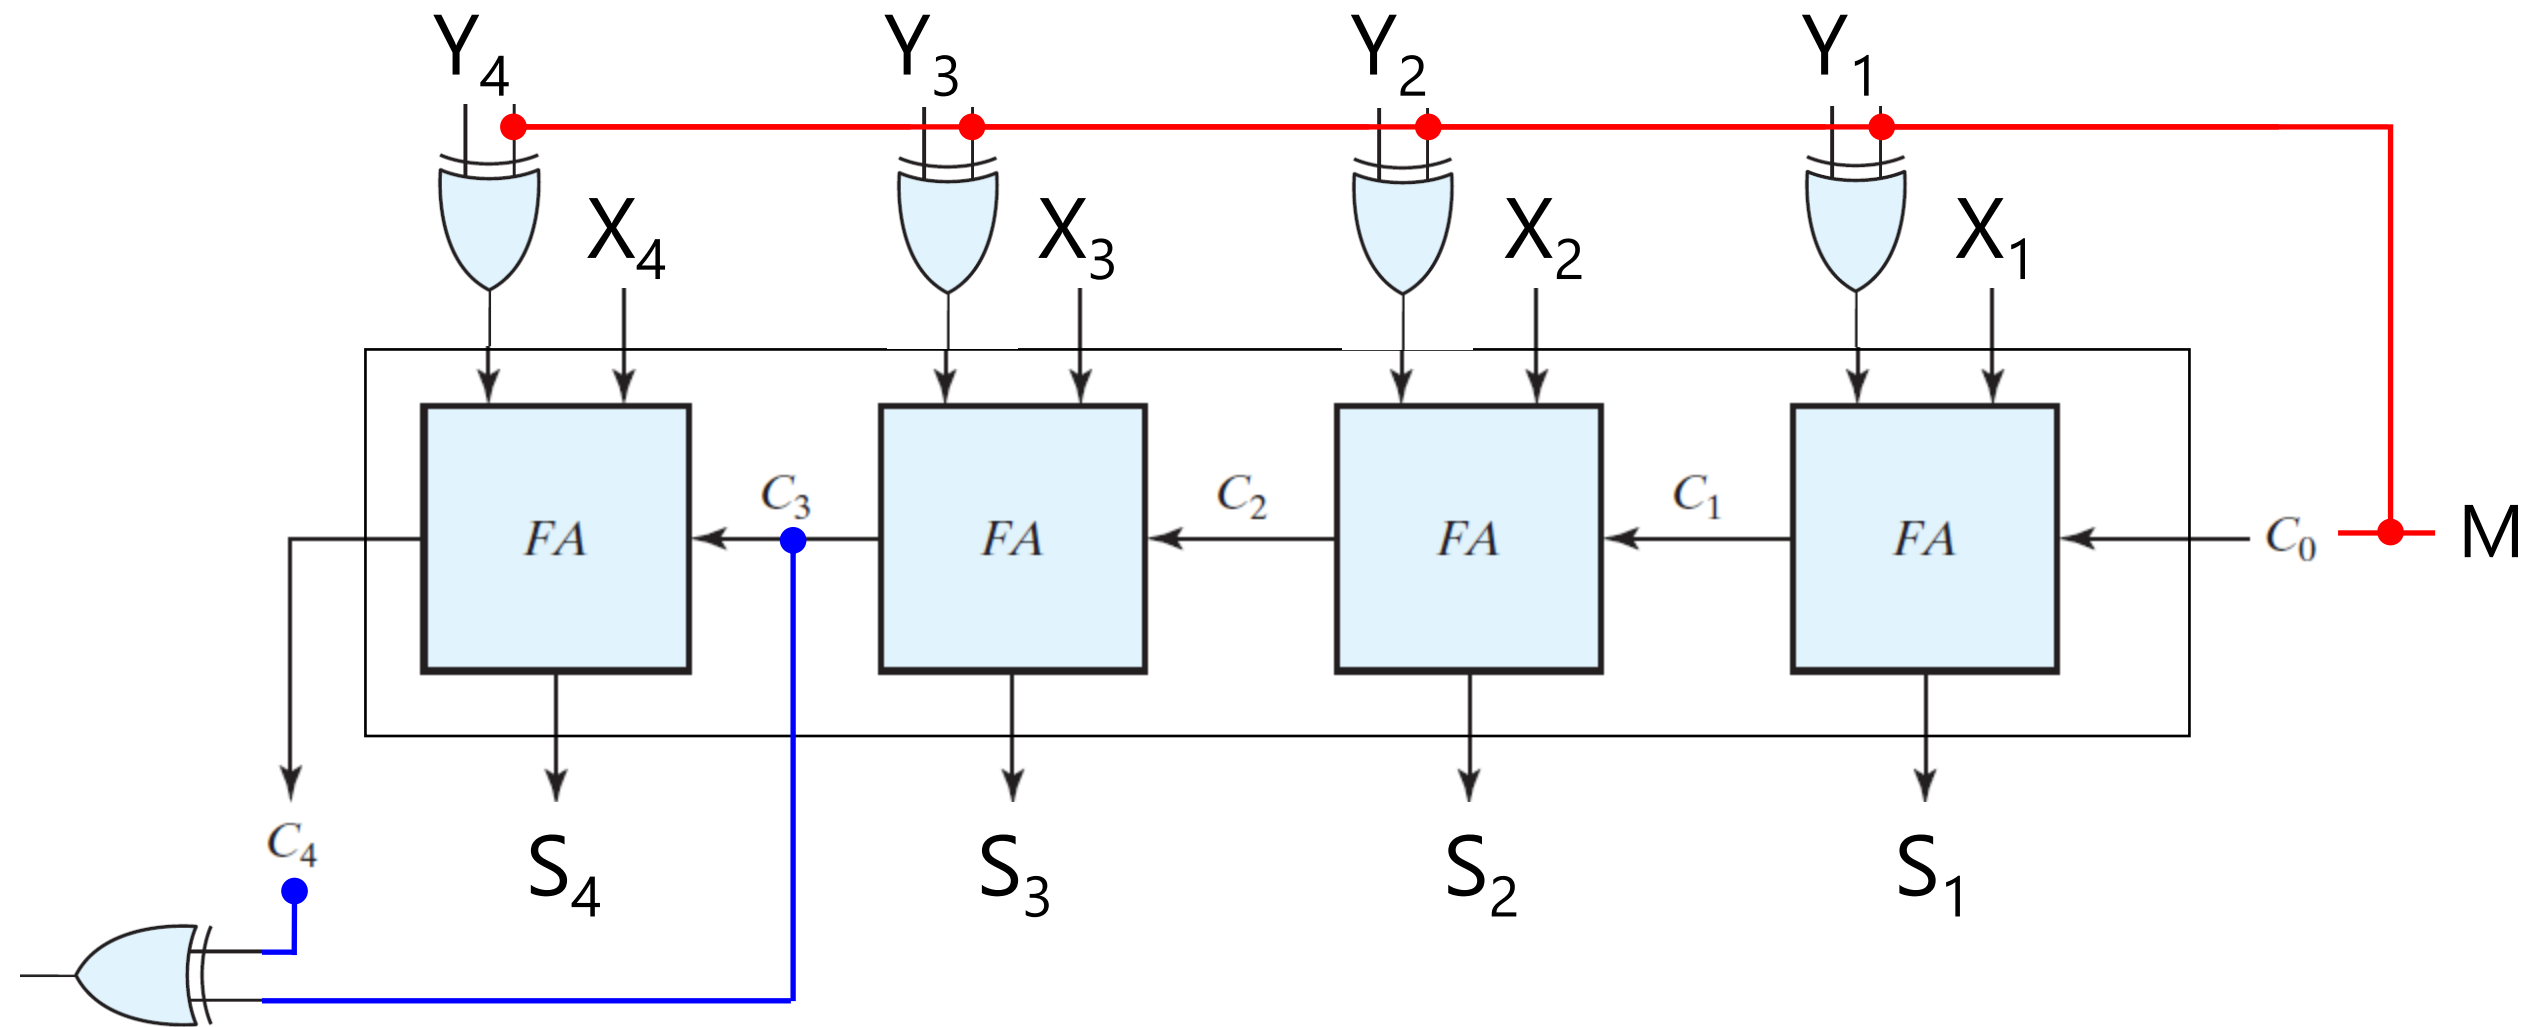 Y4 Y3 Y2 Y1
X4 X3 X2 X1
C3 C2 C1
FA FA FA FA C0 M
C4 S4 S3 S2 S1